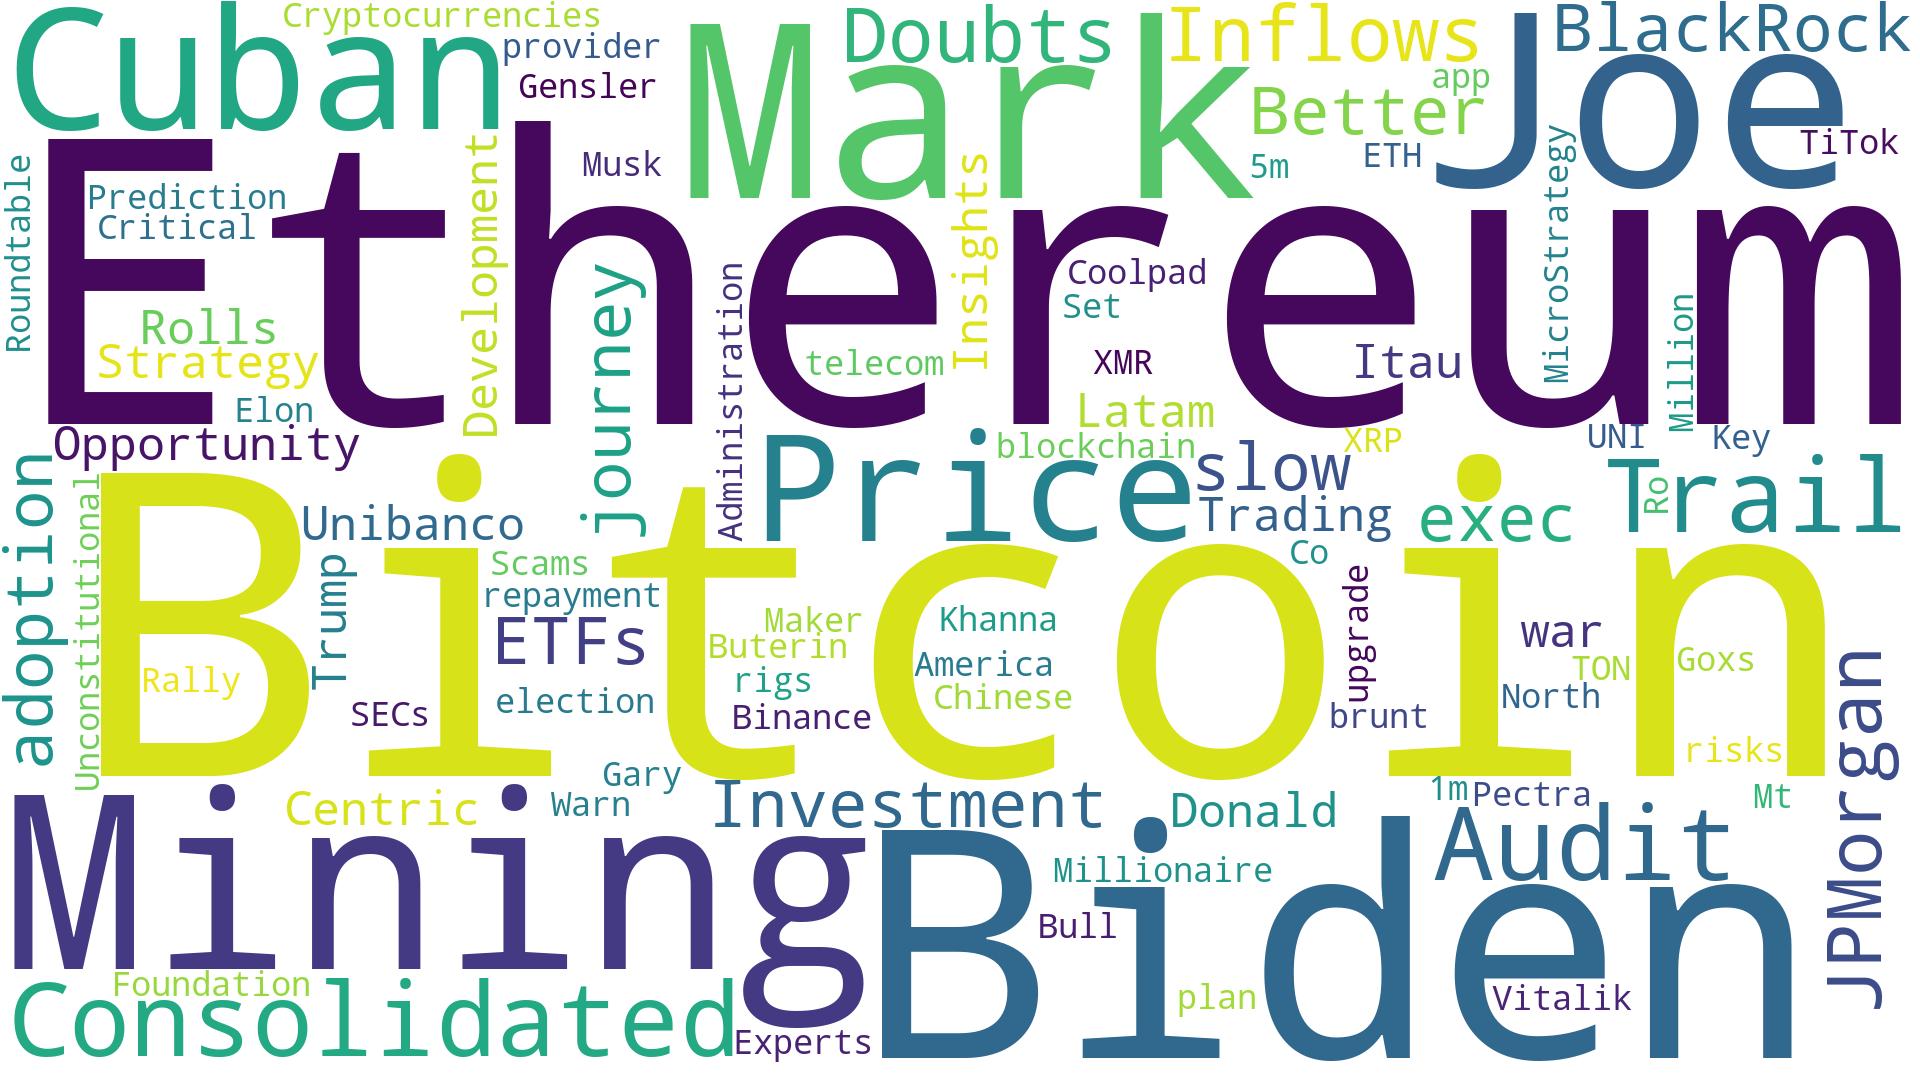 Cuban
Cryptocurrencies
provider
Gensler
Mark
Doubts
Inflows
Joe
BlackRock
app
Better
TiTok
5m
ETH
Ethereum
Roundtable
Prediction
Critical
Development
Musk
Insights
MicroStrategy
Rolls
Strategy
Elon
journey
Administration
telecom
Coolpad
Set
XMR
Itau
Latam
Million
Opportunity
Price
blockchain
slow
XRP
UNI
Key
Trail
Ro
adoption
Unconstitutional
Bitcoin
Unibanco
Trading
exec
Co
Trump
Scams
repayment
ETFs
Maker
Buterin
Khanna
America
Chinese
upgrade
war
TON
Goxs
Rally
SECs
election
rigs
Binance
brunt
North
risks
JPMorgan
Gary
Warn
Centric
Investment
Donald
1m
Pectra
Mt
Mining
Biden
Audit
Millionaire
Bull
Foundation
Consolidated
Experts
plan
Vitalik